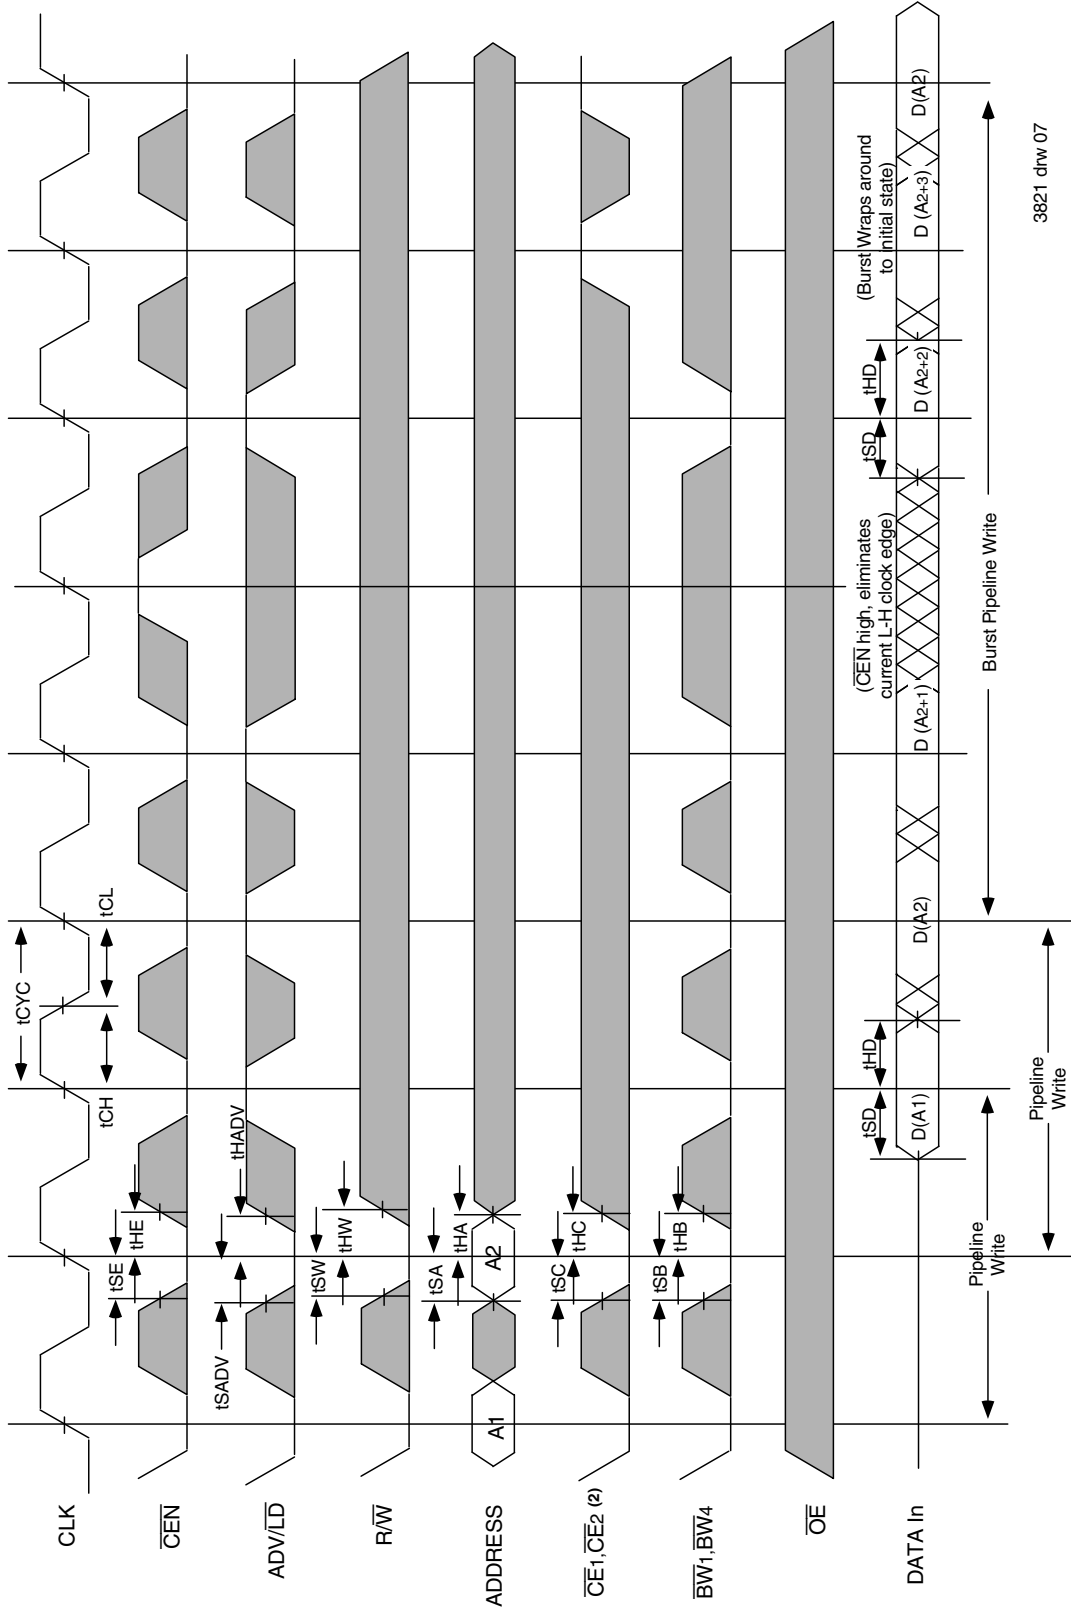 CLK
tCYC
tCH
tCL
CEN
tSE
tHE
ADV/LD
tSADV
tHADV
R/W
tSW
tHW
ADDRESS
A1
A2
tSA
tHA
CE1,CE2 (2)
tSC
tHC
BW1,BW4
tSB
tHB
OE
DATA In
tSD
tHD
D(A1)
D(A2)
D (A2+1)
(CEN high, eliminates
current L-H clock edge)
tSD
tHD
D (A2+2)
(Burst Wraps around
to initial state)
D (A2+3)
D(A2)
Pipeline
Write
Burst Pipeline Write
Pipeline
Write
3821 drw 07